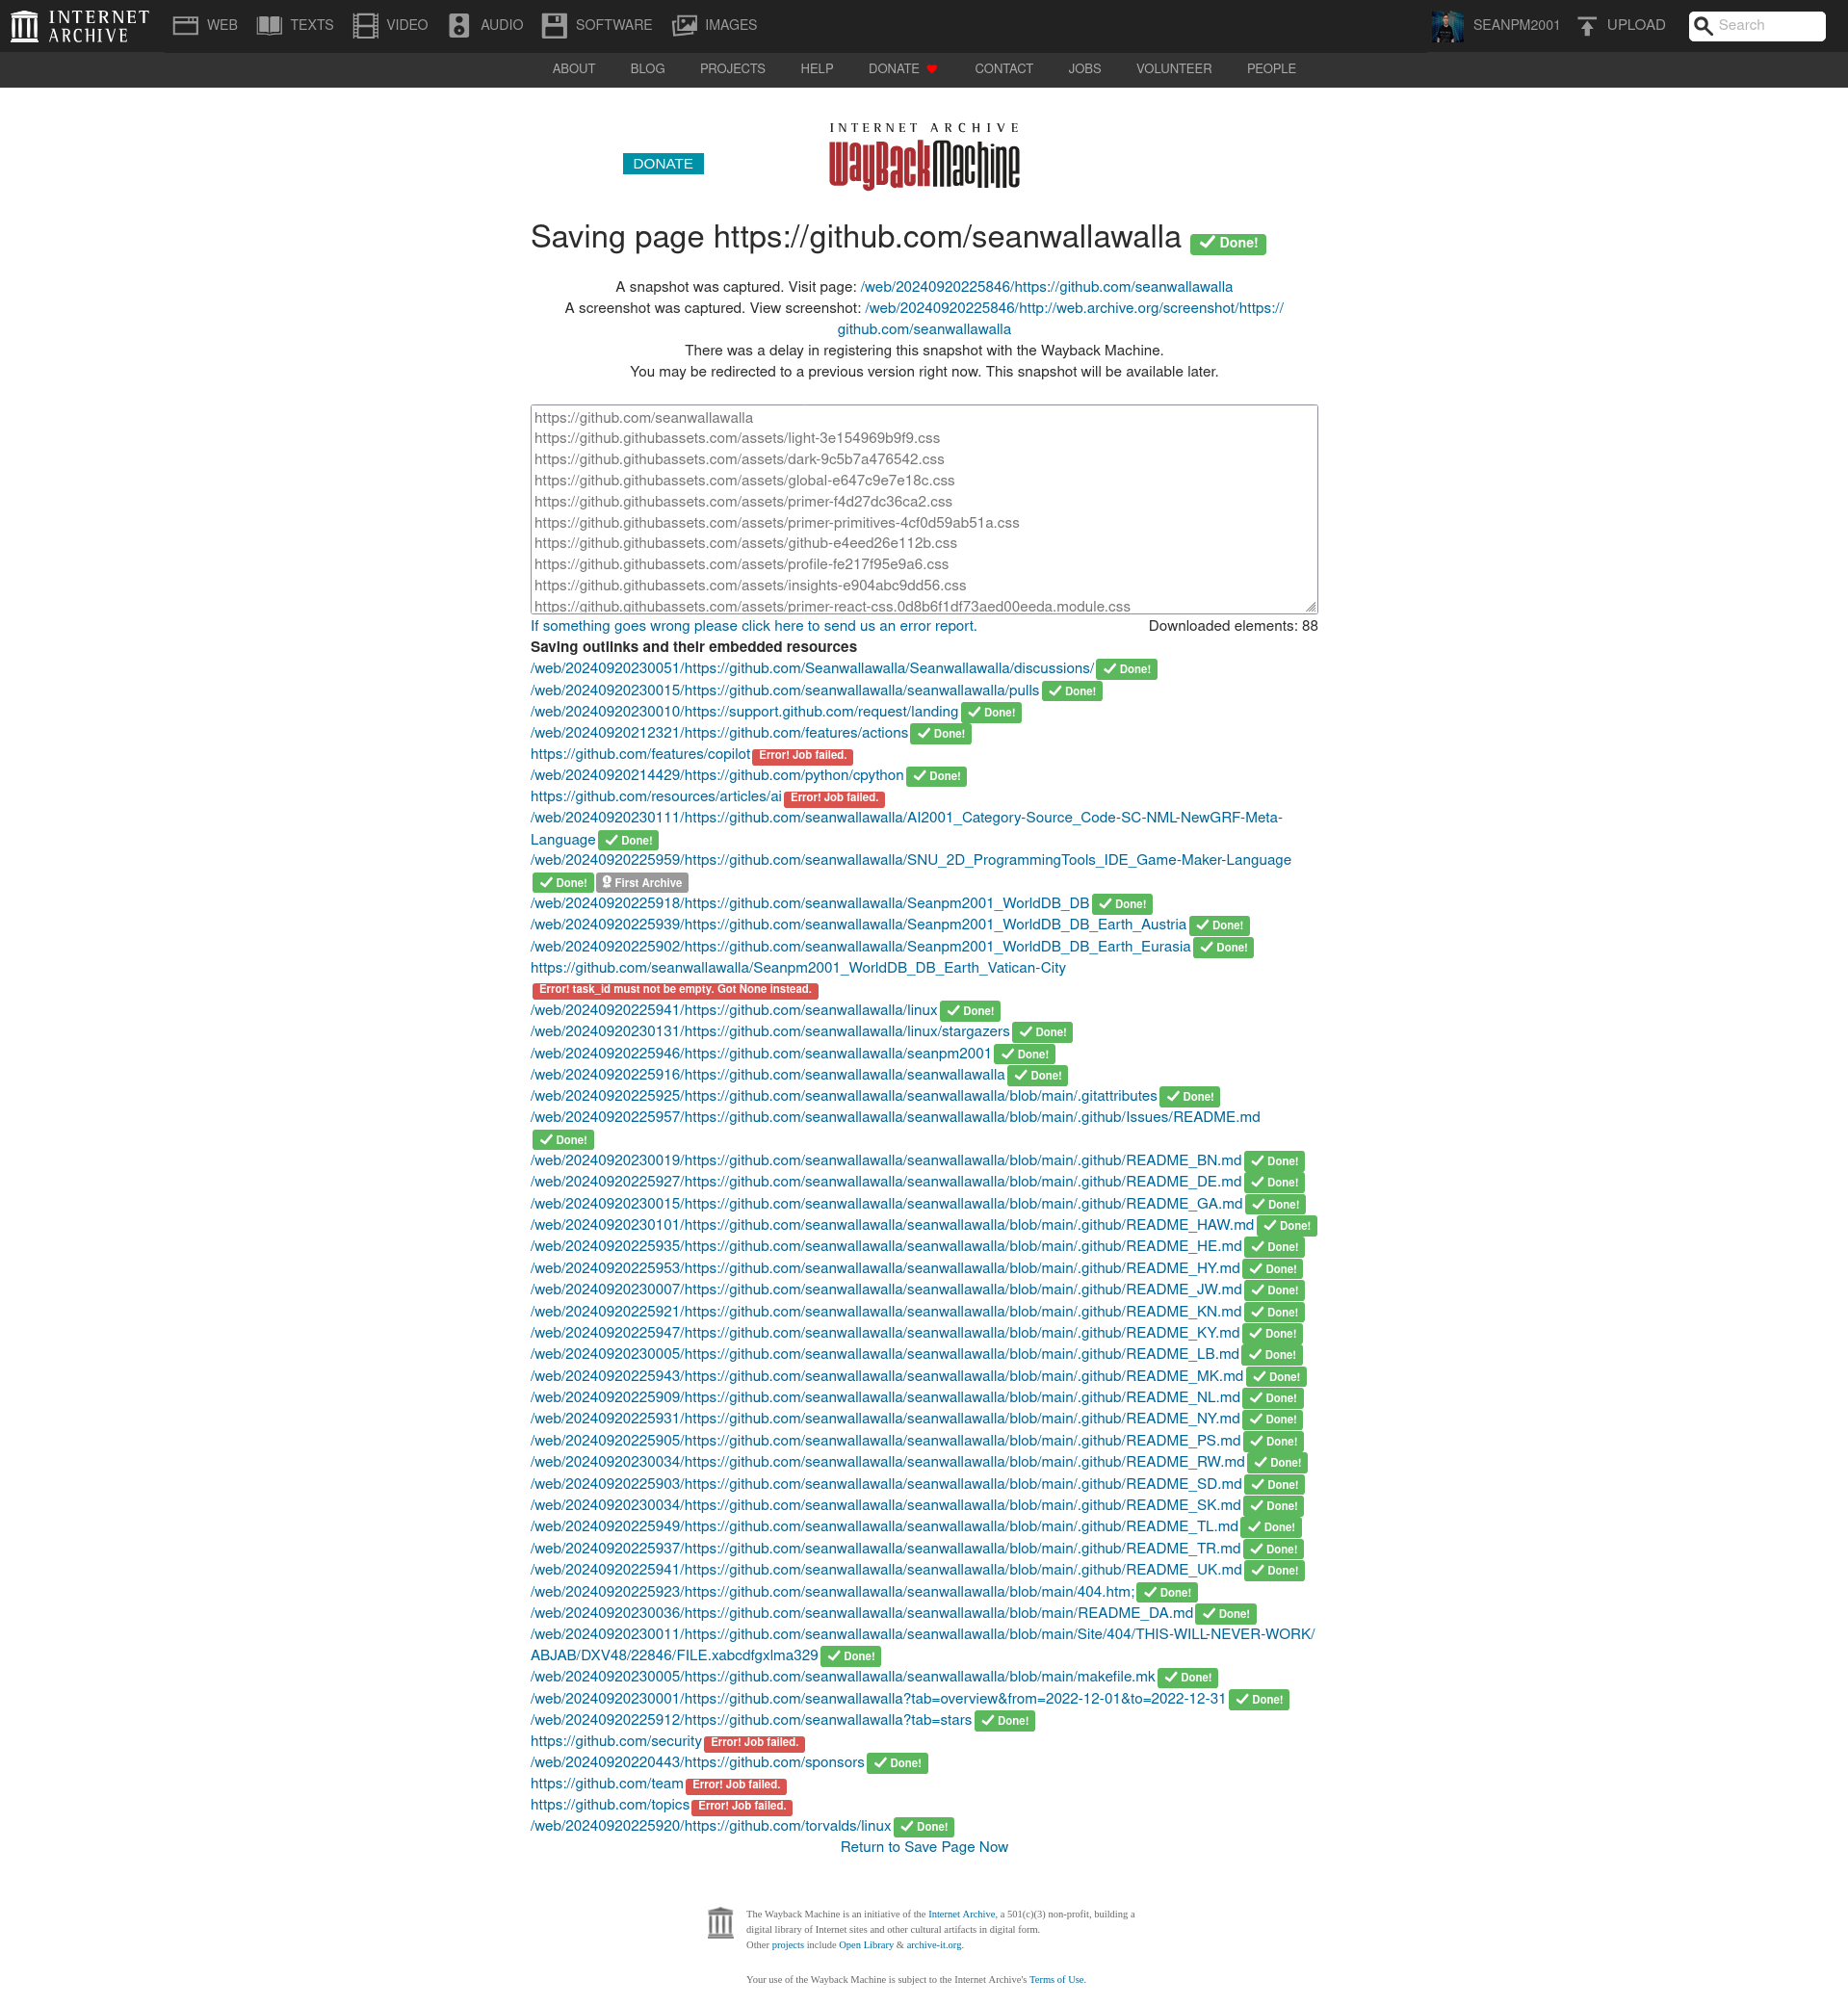 INTERNET ARCHIVE WEB TEXTS VIDEO AUDIO SOFTWARE IMAGES SEANPM2001 UPLOAD Search
ABOUT BLOG PROJECTS HELP DONATE CONTACT JOBS VOLUNTEER PEOPLE
INTERNET ARCHIVE
DONATE WayBackMachine
Saving page https://github.com/seanwallawalla Done!
A snapshot was captured. Visit page: /web/20240920225846/https://github.com/seanwallawalla
A screenshot was captured. View screenshot: /web/20240920225846/http://web.archive.org/screenshot/https://
github.com/seanwallawalla
There was a delay in registering this snapshot with the Wayback Machine.
You may be redirected to a previous version right now. This snapshot will be available later.
https://github.com/seanwallawalla
https://github.githubassets.com/assets/light-3e154969b9f9.css
https://github.githubassets.com/assets/dark-9c5b7a476542.css
https://github.githubassets.com/assets/global-e647c9e7e18c.css
https://github.githubassets.com/assets/primer-f4d27dc36ca2.css
https://github.githubassets.com/assets/primer-primitives-4cf0d59ab51a.css
https://github.githubassets.com/assets/github-e4eed26e112b.css
https://github.githubassets.com/assets/profile-fe217f95e9a6.css
https://github.githubassets.com/assets/insights-e904abc9dd56.css
https://github.githubassets.com/assets/primer-react-css.0d8b6f1df73aed00eeda.module.css
If something goes wrong please click here to send us an error report. Downloaded elements: 88
Saving outlinks and their embedded resources
/web/20240920230051/https://github.com/Seanwallawalla/Seanwallawalla/discussions/ Done!
/web/20240920230015/https://github.com/seanwallawalla/seanwallawalla/pulls Done!
/web/20240920230010/https://support.github.com/request/landing Done!
/web/20240920212321/https://github.com/features/actions Done!
https://github.com/features/copilot Error! Job failed.
/web/20240920214429/https://github.com/python/cpython Done!
https://github.com/resources/articles/ai Error! Job failed.
/web/20240920230111/https://github.com/seanwallawalla/AI2001_Category-Source_Code-SC-NML-NewGRF-Meta-
Language Done!
/web/20240920225959/https://github.com/seanwallawalla/SNU_2D_ProgrammingTools_IDE_Game-Maker-Language
Done! First Archive
/web/20240920225918/https://github.com/seanwallawalla/Seanpm2001_WorldDB_DB Done!
/web/20240920225939/https://github.com/seanwallawalla/Seanpm2001_WorldDB_DB_Earth_Austria Done!
/web/20240920225902/https://github.com/seanwallawalla/Seanpm2001_WorldDB_DB_Earth_Eurasia Done!
https://github.com/seanwallawalla/Seanpm2001_WorldDB_DB_Earth_Vatican-City
Error! task_id must not be empty. Got None instead.
/web/20240920225941/https://github.com/seanwallawalla/linux Done!
/web/20240920230131/https://github.com/seanwallawalla/linux/stargazers Done!
/web/20240920225946/https://github.com/seanwallawalla/seanpm2001 Done!
/web/20240920225916/https://github.com/seanwallawalla/seanwallawalla Done!
/web/20240920225925/https://github.com/seanwallawalla/seanwallawalla/blob/main/.gitattributes Done!
/web/20240920225957/https://github.com/seanwallawalla/seanwallawalla/blob/main/.github/Issues/README.md
Done!
/web/20240920230019/https://github.com/seanwallawalla/seanwallawalla/blob/main/.github/README_BN.md Done!
/web/20240920225927/https://github.com/seanwallawalla/seanwallawalla/blob/main/.github/README_DE.md Done!
/web/20240920230015/https://github.com/seanwallawalla/seanwallawalla/blob/main/.github/README_GA.md Done!
/web/20240920230101/https://github.com/seanwallawalla/seanwallawalla/blob/main/.github/README_HAW.md Done!
/web/20240920225935/https://github.com/seanwallawalla/seanwallawalla/blob/main/.github/README_HE.md Done!
/web/20240920225953/https://github.com/seanwallawalla/seanwallawalla/blob/main/.github/README_HY.md Done!
/web/20240920230007/https://github.com/seanwallawalla/seanwallawalla/blob/main/.github/README_JW.md Done!
/web/20240920225921/https://github.com/seanwallawalla/seanwallawalla/blob/main/.github/README_KN.md Done!
/web/20240920225947/https://github.com/seanwallawalla/seanwallawalla/blob/main/.github/README_KY.md Done!
/web/20240920230005/https://github.com/seanwallawalla/seanwallawalla/blob/main/.github/README_LB.md Done!
/web/20240920225943/https://github.com/seanwallawalla/seanwallawalla/blob/main/.github/README_MK.md Done!
/web/20240920225909/https://github.com/seanwallawalla/seanwallawalla/blob/main/.github/README_NL.md Done!
/web/20240920225931/https://github.com/seanwallawalla/seanwallawalla/blob/main/.github/README_NY.md Done!
/web/20240920225905/https://github.com/seanwallawalla/seanwallawalla/blob/main/.github/README_PS.md Done!
/web/20240920230034/https://github.com/seanwallawalla/seanwallawalla/blob/main/.github/README_RW.md Done!
/web/20240920225903/https://github.com/seanwallawalla/seanwallawalla/blob/main/.github/README_SD.md Done!
/web/20240920230034/https://github.com/seanwallawalla/seanwallawalla/blob/main/.github/README_SK.md Done!
/web/20240920225949/https://github.com/seanwallawalla/seanwallawalla/blob/main/.github/README_TL.md Done!
/web/20240920225937/https://github.com/seanwallawalla/seanwallawalla/blob/main/.github/README_TR.md Done!
/web/20240920225941/https://github.com/seanwallawalla/seanwallawalla/blob/main/.github/README_UK.md Done!
/web/20240920225923/https://github.com/seanwallawalla/seanwallawalla/blob/main/404.htm; Done!
/web/20240920230036/https://github.com/seanwallawalla/seanwallawalla/blob/main/README_DA.md Done!
/web/20240920230011/https://github.com/seanwallawalla/seanwallawalla/blob/main/Site/404/THIS-WILL-NEVER-WORK/
ABJAB/DXV48/22846/FILE.xabcdfgxlma329 Done!
/web/20240920230005/https://github.com/seanwallawalla/seanwallawalla/blob/main/makefile.mk Done!
/web/20240920230001/https://github.com/seanwallawalla?tab=overview&from=2022-12-01&to=2022-12-31 Done!
/web/20240920225912/https://github.com/seanwallawalla?tab=stars Done!
https://github.com/security Error! Job failed.
/web/20240920220443/https://github.com/sponsors Done!
https://github.com/team Error! Job failed.
https://github.com/topics Error! Job failed.
/web/20240920225920/https://github.com/torvalds/linux Done!
Return to Save Page Now
The Wayback Machine is an initiative of the Internet Archive, a 501(c)(3) non-profit, building a
digital library of Internet sites and other cultural artifacts in digital form.
Other projects include Open Library & archive-it.org.
Your use of the Wayback Machine is subject to the Internet Archive's Terms of Use.